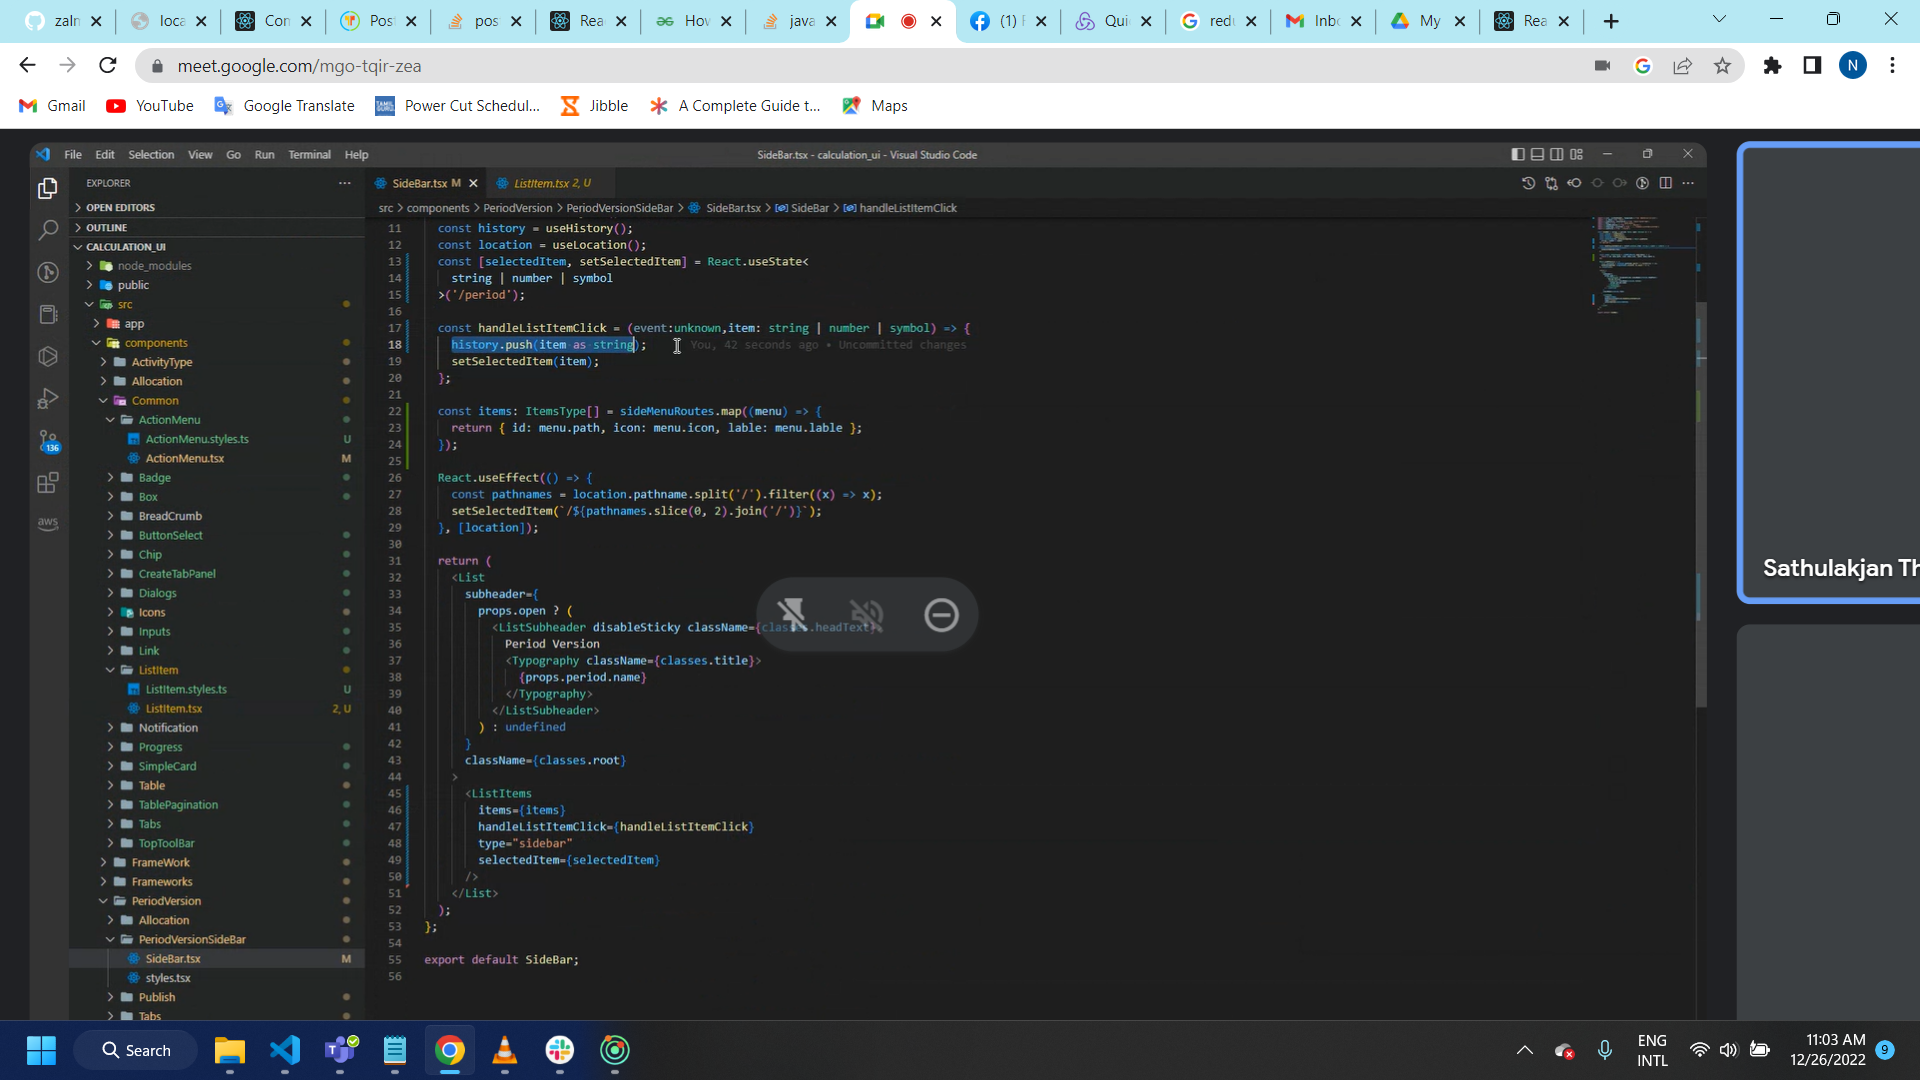 zaln
loca
Con
Post
pos
Rea
Hov
java
(1) F
Qui
redu
Inbo
My
Rea
meet.google.com/mgo-tqir-zea
N
Gmail
YouTube
Google Translate
Power Cut Schedul...
Jibble
A Complete Guide t...
Maps
File Edit Selection View Go Run Terminal Help
SideBar.tsx - calculation_ui - Visual Studio Code
EXPLORER
SideBar.tsx M
ListItem.tsx 2, U
OPEN EDITORS
src > components > PeriodVersion > PeriodVersionSideBar > SideBar.tsx > SideBar > handleListItemClick
OUTLINE
CALCULATION_UI
node_modules
public
src
app
components
ActivityType
Allocation
Common
ActionMenu
ActionMenu.styles.ts U
ActionMenu.tsx M
Badge
Box
BreadCrumb
ButtonSelect
Chip
CreateTabPanel
Dialogs
Icons
Inputs
Link
ListItem
ListItem.styles.ts U
ListItem.tsx 2, U
Notification
Progress
SimpleCard
Table
TablePagination
Tabs
TopToolBar
FrameWork
Frameworks
PeriodVersion
Allocation
PeriodVersionSideBar
SideBar.tsx M
styles.tsx
Publish
Tabs
136
aws
11 const history = useHistory();
12 const location = useLocation();
13 const [selectedItem, setSelectedItem] = React.useState<
14 string | number | symbol
15 >('/period');
16
17 const handleListItemClick = (event:unknown,item: string | number | symbol) => {
18 history.push(item as string); You, 42 seconds ago • Uncommitted changes
19 setSelectedItem(item);
20 };
21
22 const items: ItemsType[] = sideMenuRoutes.map((menu) => {
23 return { id: menu.path, icon: menu.icon, lable: menu.lable };
24 });
25
26 React.useEffect(() => {
27 const pathnames = location.pathname.split('/').filter((x) => x);
28 setSelectedItem(`/${pathnames.slice(0, 2).join('/')}`);
29 }, [location]);
30
31 return (
32 <List
33 subheader={
34 props.open ? (
35 <ListSubheader disableSticky className={classes.headText}
36 Period Version
37 <Typography className={classes.title}>
38 {props.period.name}
39 </Typography>
40 </ListSubheader>
41 ) : undefined
42 }
43 className={classes.root}
44 >
45 <ListItems
46 items={items}
47 handleListItemClick={handleListItemClick}
48 type="sidebar"
49 selectedItem={selectedItem}
50 />
51 </List>
52 );
53 };
54
55 export default SideBar;
56
Sathulakjan Th
Search
ENG
INTL
11:03 AM
12/26/2022
9